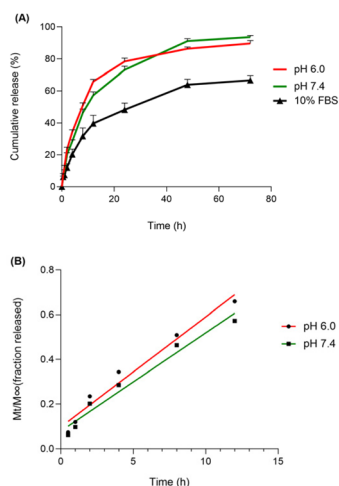 (A)
Cumulative release (%)
100
80
60
40
20
0
0 20 40 60 80
Time (h)
pH 6.0
pH 7.4
10% FBS
(B)
Mt/M∞(fraction released)
0.8
0.6
0.4
0.2
0.0
0 5 10 15
Time (h)
pH 6.0
pH 7.4